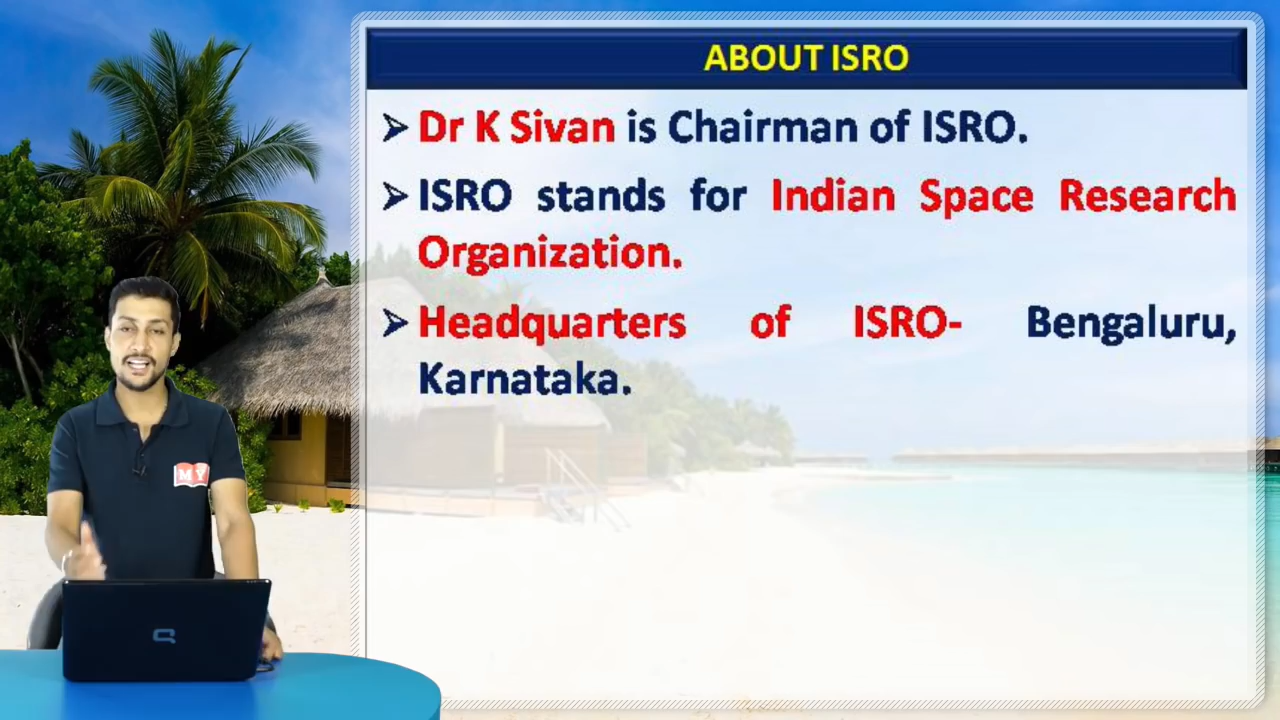 ABOUT ISRO
➢ Dr K Sivan is Chairman of ISRO.
➢ ISRO stands for Indian Space Research
Organization.
➢ Headquarters of ISRO- Bengaluru,
Karnataka.
MY